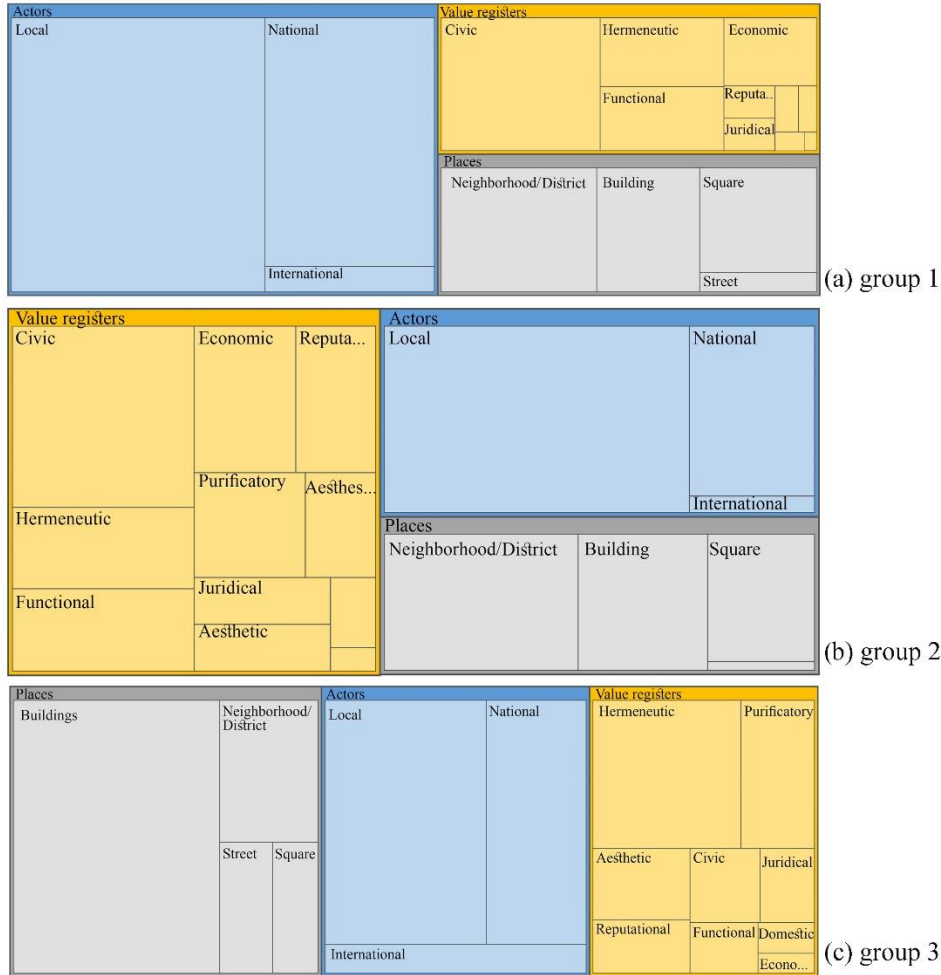 Actors
Local
National
International
Value registers
Civic
Hermeneutic
Economic
Functional
Reputa...
Juridical
Places
Neighborhood/District
Building
Square
Street
(a) group 1
Value registers
Civic
Economic
Reputa...
Hermeneutic
Purificatory
Aesthes...
Functional
Juridical
Aesthetic
Actors
Local
National
International
Places
Neighborhood/District
Building
Square
(b) group 2
Places
Buildings
Neighborhood/
District
Street
Square
Actors
Local
National
International
Value registers
Hermeneutic
Purificatory
Aesthetic
Civic
Juridical
Reputational
Functional
Domestic
Econo...
(c) group 3